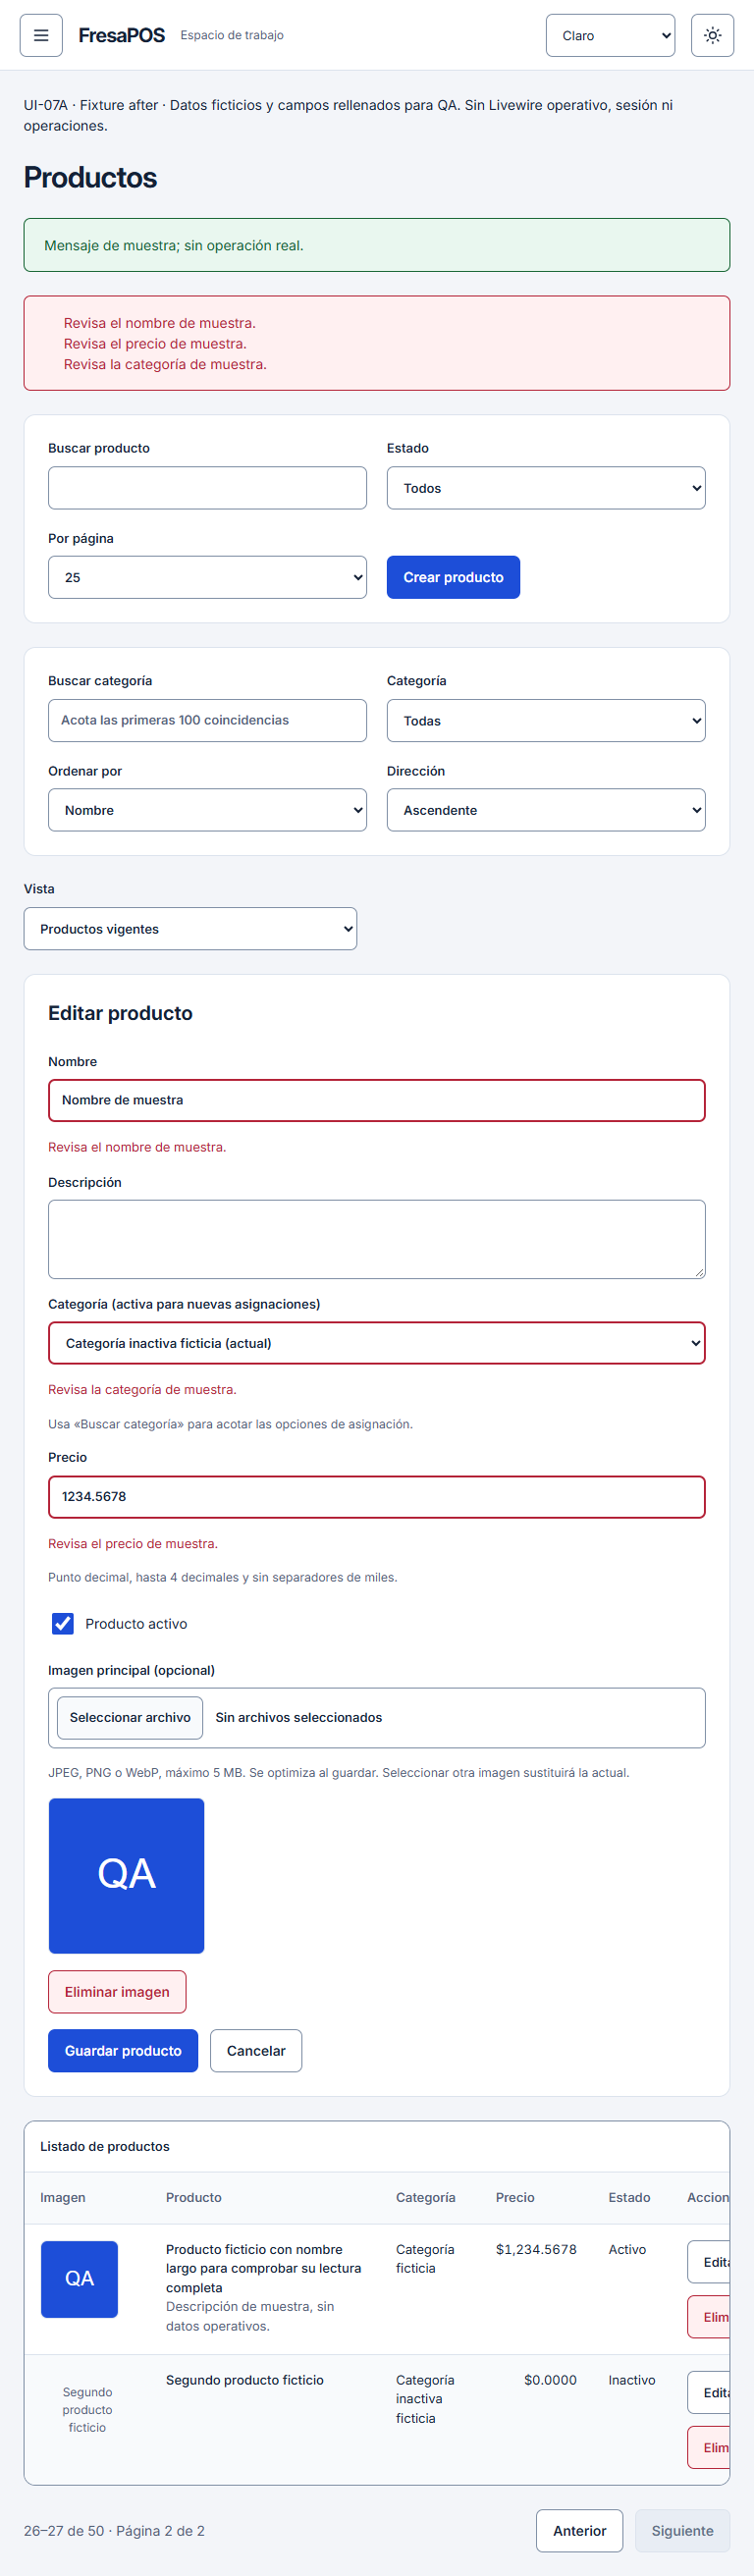 FresaPOS Espacio de trabajo Claro
UI-07A · Fixture after · Datos ficticios y campos rellenados para QA. Sin Livewire operativo, sesión ni
operaciones.
Productos
Mensaje de muestra; sin operación real.
Revisa el nombre de muestra.
Revisa el precio de muestra.
Revisa la categoría de muestra.
Buscar producto
Estado
Todos
Por página
25
Crear producto
Buscar categoría
Acota las primeras 100 coincidencias
Categoría
Todas
Ordenar por
Nombre
Dirección
Ascendente
Vista
Productos vigentes
Editar producto
Nombre
Nombre de muestra
Revisa el nombre de muestra.
Descripción
Categoría (activa para nuevas asignaciones)
Categoría inactiva ficticia (actual)
Revisa la categoría de muestra.
Usa «Buscar categoría» para acotar las opciones de asignación.
Precio
1234.5678
Revisa el precio de muestra.
Punto decimal, hasta 4 decimales y sin separadores de miles.
Producto activo
Imagen principal (opcional)
Seleccionar archivo Sin archivos seleccionados
JPEG, PNG o WebP, máximo 5 MB. Se optimiza al guardar. Seleccionar otra imagen sustituirá la actual.
QA
Eliminar imagen
Guardar producto
Cancelar
Listado de productos
Imagen Producto Categoría Precio Estado Accion
QA
Producto ficticio con nombre
largo para comprobar su lectura
completa
Descripción de muestra, sin
datos operativos.
Categoría
ficticia
$1,234.5678
Activo
Edita
Elim
Segundo
producto
ficticio
Segundo producto ficticio
Categoría
inactiva
ficticia
$0.0000
Inactivo
Edita
Elim
26–27 de 50 · Página 2 de 2
Anterior
Siguiente